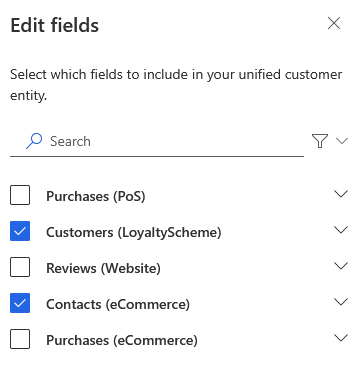 Edit fields
Select which fields to include in your unified customer
entity.
Search
Purchases (PoS)
Customers (LoyaltyScheme)
Reviews (Website)
Contacts (eCommerce)
Purchases (eCommerce)